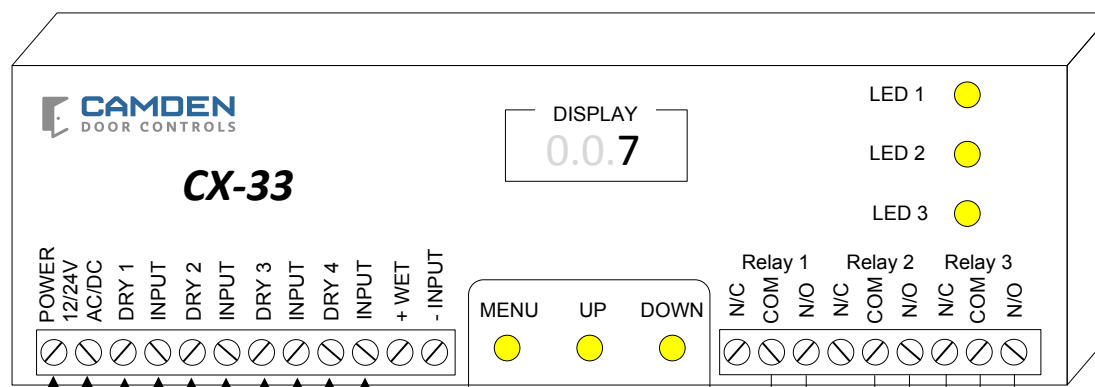 CAMDEN
DOOR CONTROLS
CX-33
DISPLAY
0.0.7
LED 1
LED 2
LED 3
POWER
12/24V
AC/DC
DRY 1
INPUT
DRY 2
INPUT
DRY 3
INPUT
DRY 4
INPUT
+ WET
- INPUT
MENU UP DOWN
Relay 1 Relay 2 Relay 3
N/C
COM
N/O
N/C
COM
N/O
N/C
COM
N/O